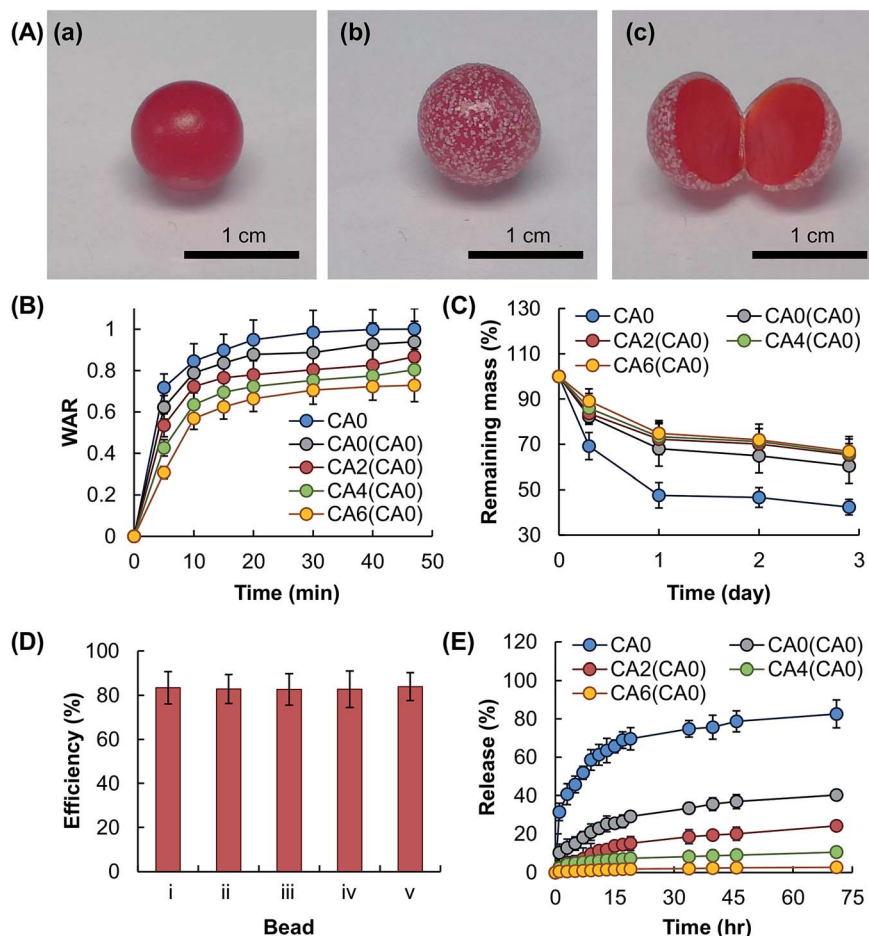 (A) (a) (b) (c)
1 cm 1 cm 1 cm
(B)
WAR
1
0.8
0.6
0.4
0.2
0
CA0
CA0(CA0)
CA2(CA0)
CA4(CA0)
CA6(CA0)
0 10 20 30 40 50
Time (min)
(C)
Remaining mass (%)
130
110
90
70
50
30
CA0 CA0(CA0)
CA2(CA0) CA4(CA0)
CA6(CA0)
0 1 2 3
Time (day)
(D)
Efficiency (%)
100
80
60
40
20
0
i ii iii iv v
Bead
(E)
Release (%)
120
100
80
60
40
20
0
CA0 CA0(CA0)
CA2(CA0) CA4(CA0)
CA6(CA0)
0 15 30 45 60 75
Time (hr)